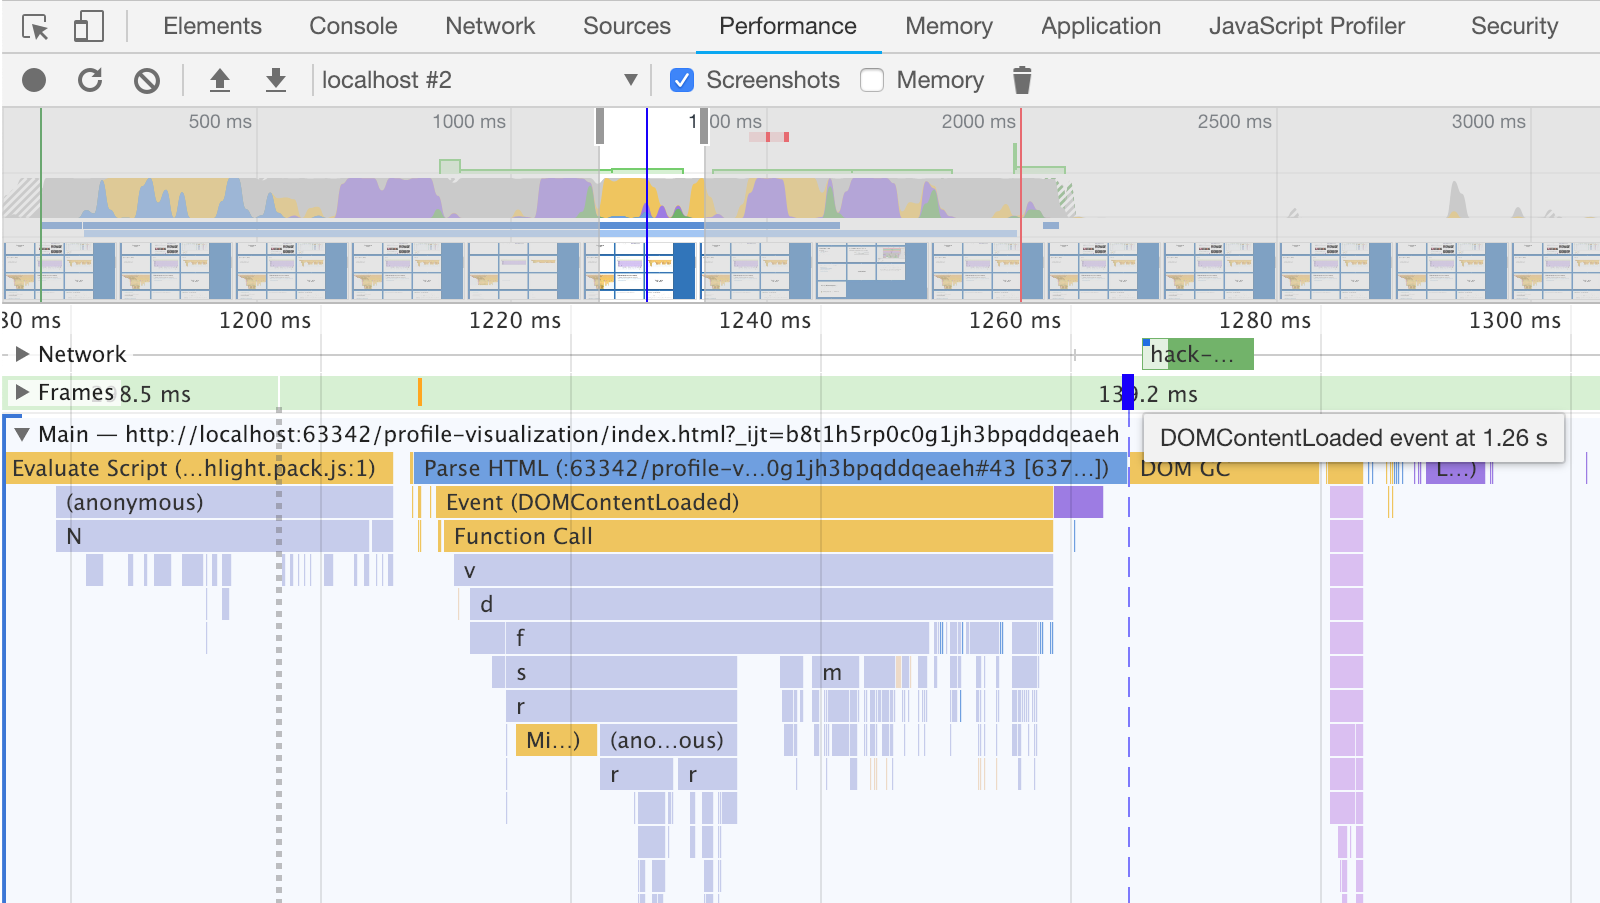 Elements Console Network Sources Performance Memory Application JavaScript Profiler Security
localhost #2 Screenshots Memory
500 ms 1000 ms 1 00 ms 2000 ms 2500 ms 3000 ms
30 ms 1200 ms 1220 ms 1240 ms 1260 ms 1280 ms 1300 ms
Network hack-...
Frames 8.5 ms 139.2 ms
Main — http://localhost:63342/profile-visualization/index.html?_ijt=b8t1h5rp0c0g1jh3bpqddqeaeh
DOMContentLoaded event at 1.26 s
Evaluate Script (...hlight.pack.js:1) Parse HTML (:63342/profile-v...0g1jh3bpqddqeaeh#43 [637...]) DOM GC L...)
(anonymous) Event (DOMContentLoaded)
N Function Call
v
d
f
s m
r
Mi...) (ano...ous)
r r